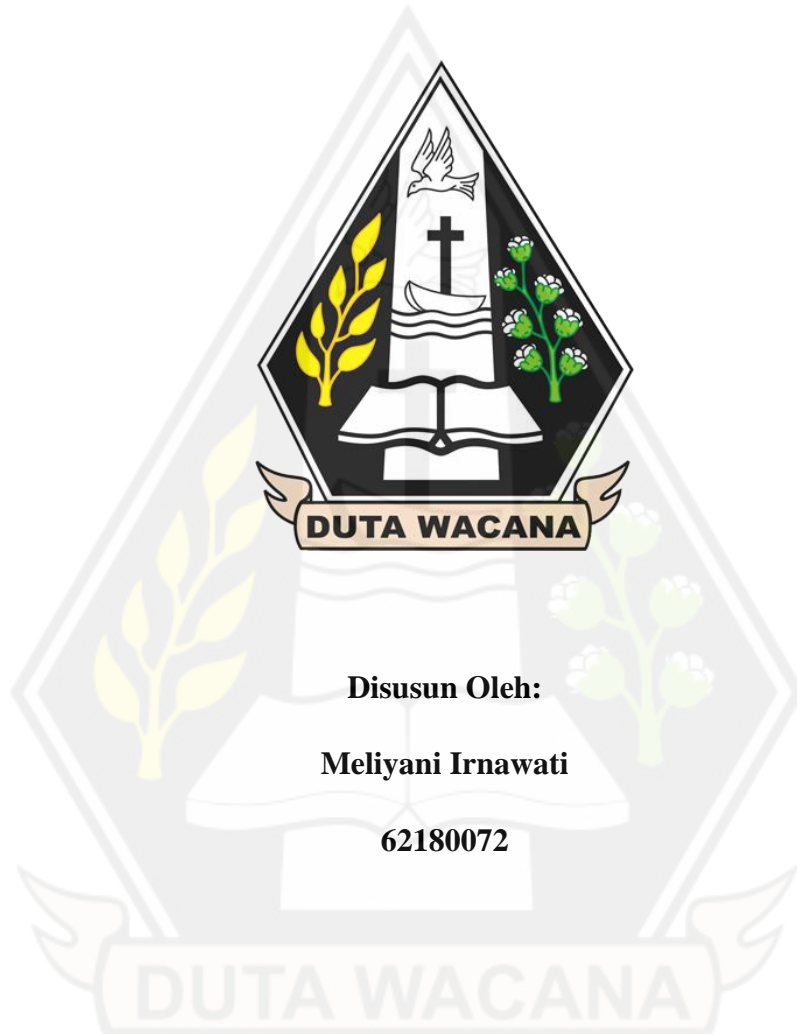 DUTA WACANA
Disusun Oleh:
Meliyani Irnawati
62180072
DUTA WACANA